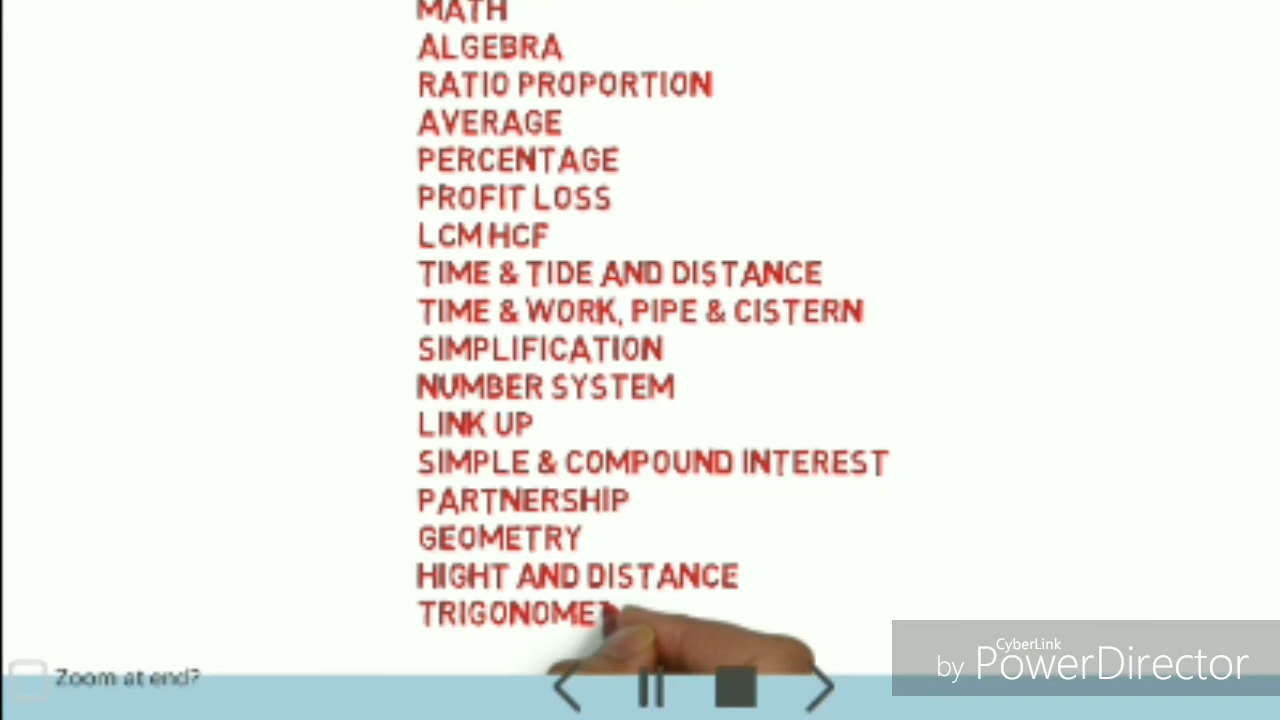 MATH
ALGEBRA
RATIO PROPORTION
AVERAGE
PERCENTAGE
PROFIT LOSS
LCM HCF
TIME & TIDE AND DISTANCE
TIME & WORK, PIPE & CISTERN
SIMPLIFICATION
NUMBER SYSTEM
LINK UP
SIMPLE & COMPOUND INTEREST
PARTNERSHIP
GEOMETRY
HIGHT AND DISTANCE
TRIGONOMET
Zoom at end?
CyberLink
by PowerDirector